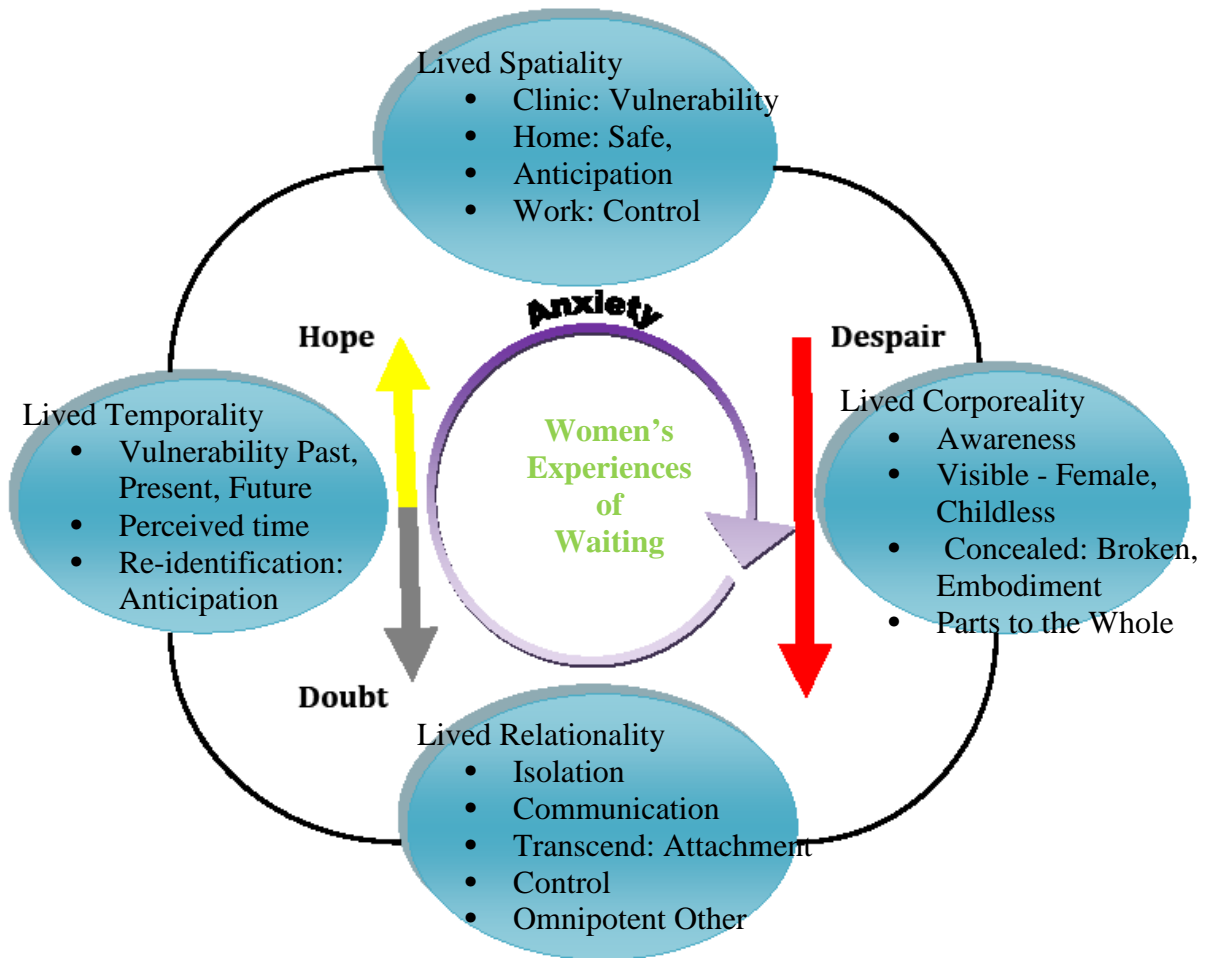 Lived Spatiality
• Clinic: Vulnerability
• Home: Safe,
• Anticipation
• Work: Control
Anxiety
Hope
Despair
Lived Temporality
• Vulnerability Past,
Present, Future
• Perceived time
• Re-identification:
Anticipation
Women’s
Experiences
of
Waiting
Lived Corporeality
• Awareness
• Visible - Female,
Childless
• Concealed: Broken,
Embodiment
• Parts to the Whole
Doubt
Lived Relationality
• Isolation
• Communication
• Transcend: Attachment
• Control
• Omnipotent Other